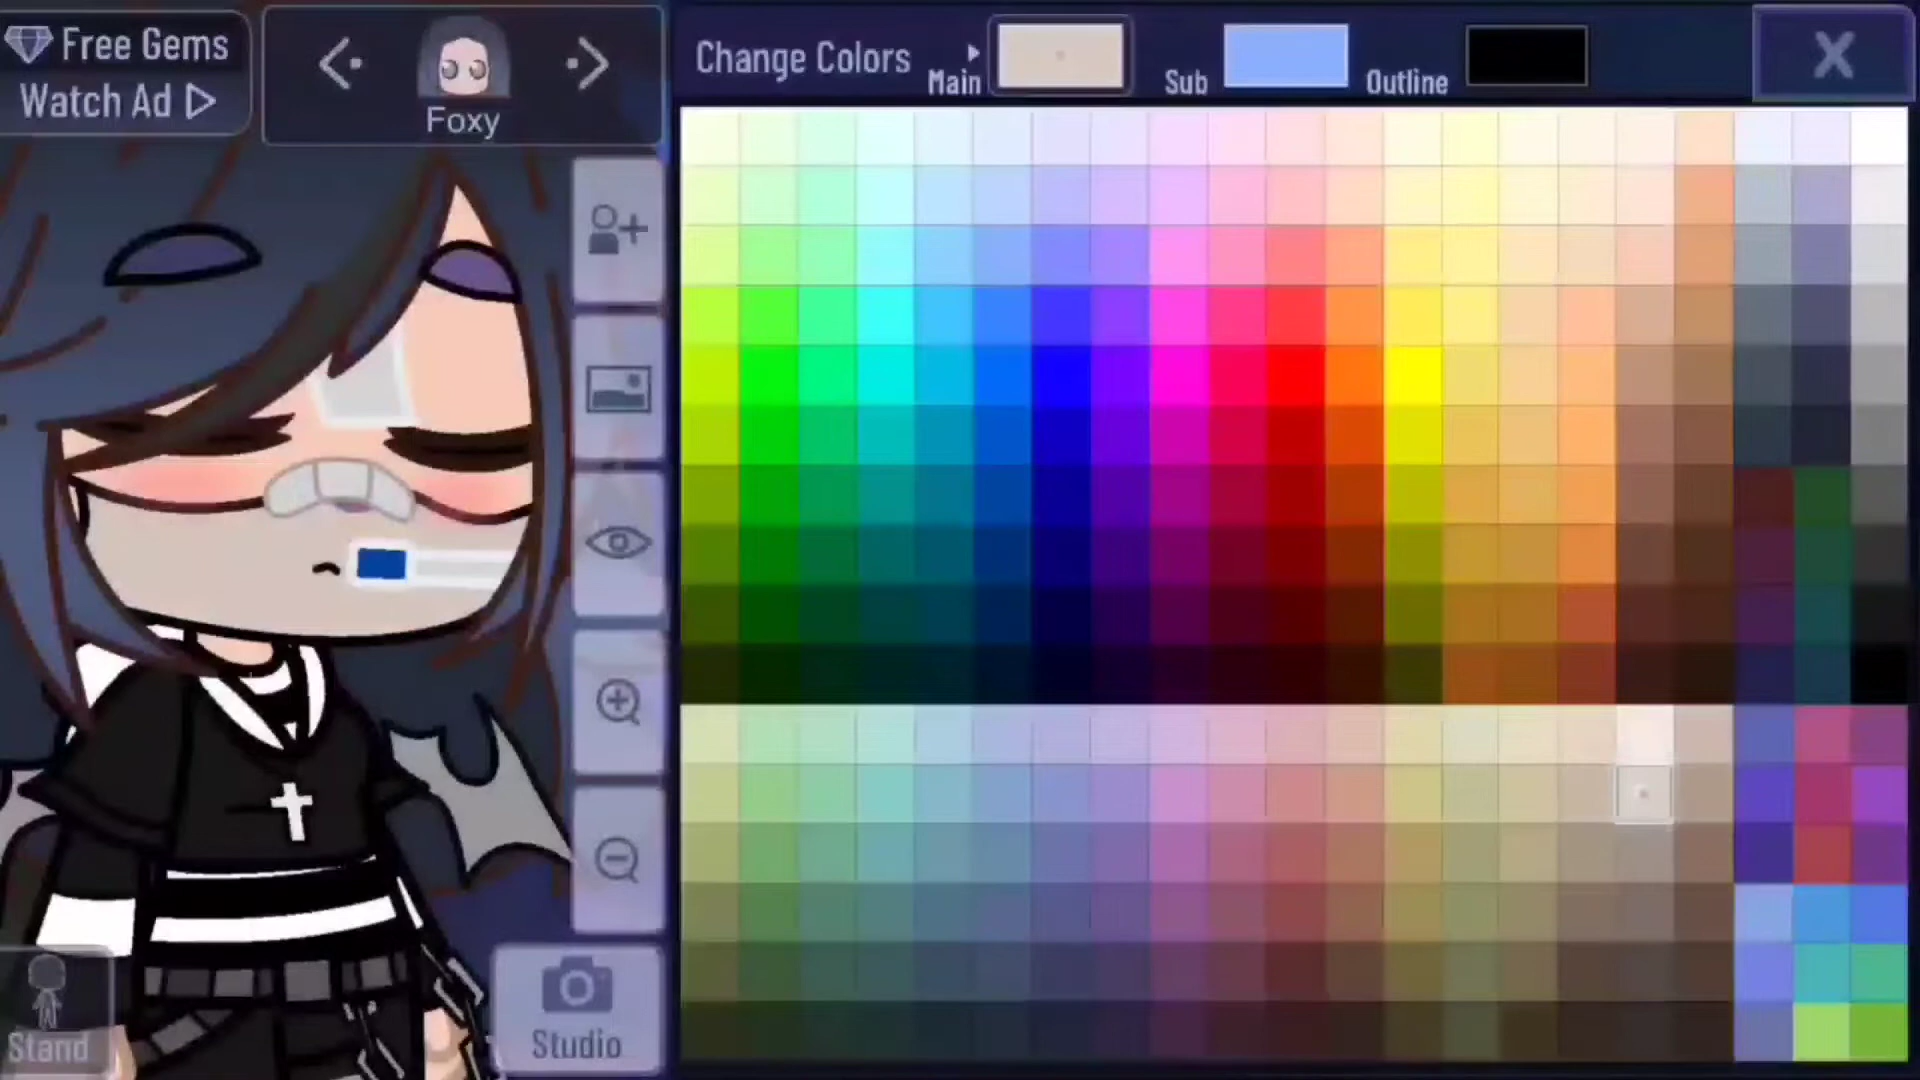 Free Gems
Watch Ad
Foxy
Change Colors
Main
Sub
Outline
X
Stand
Studio